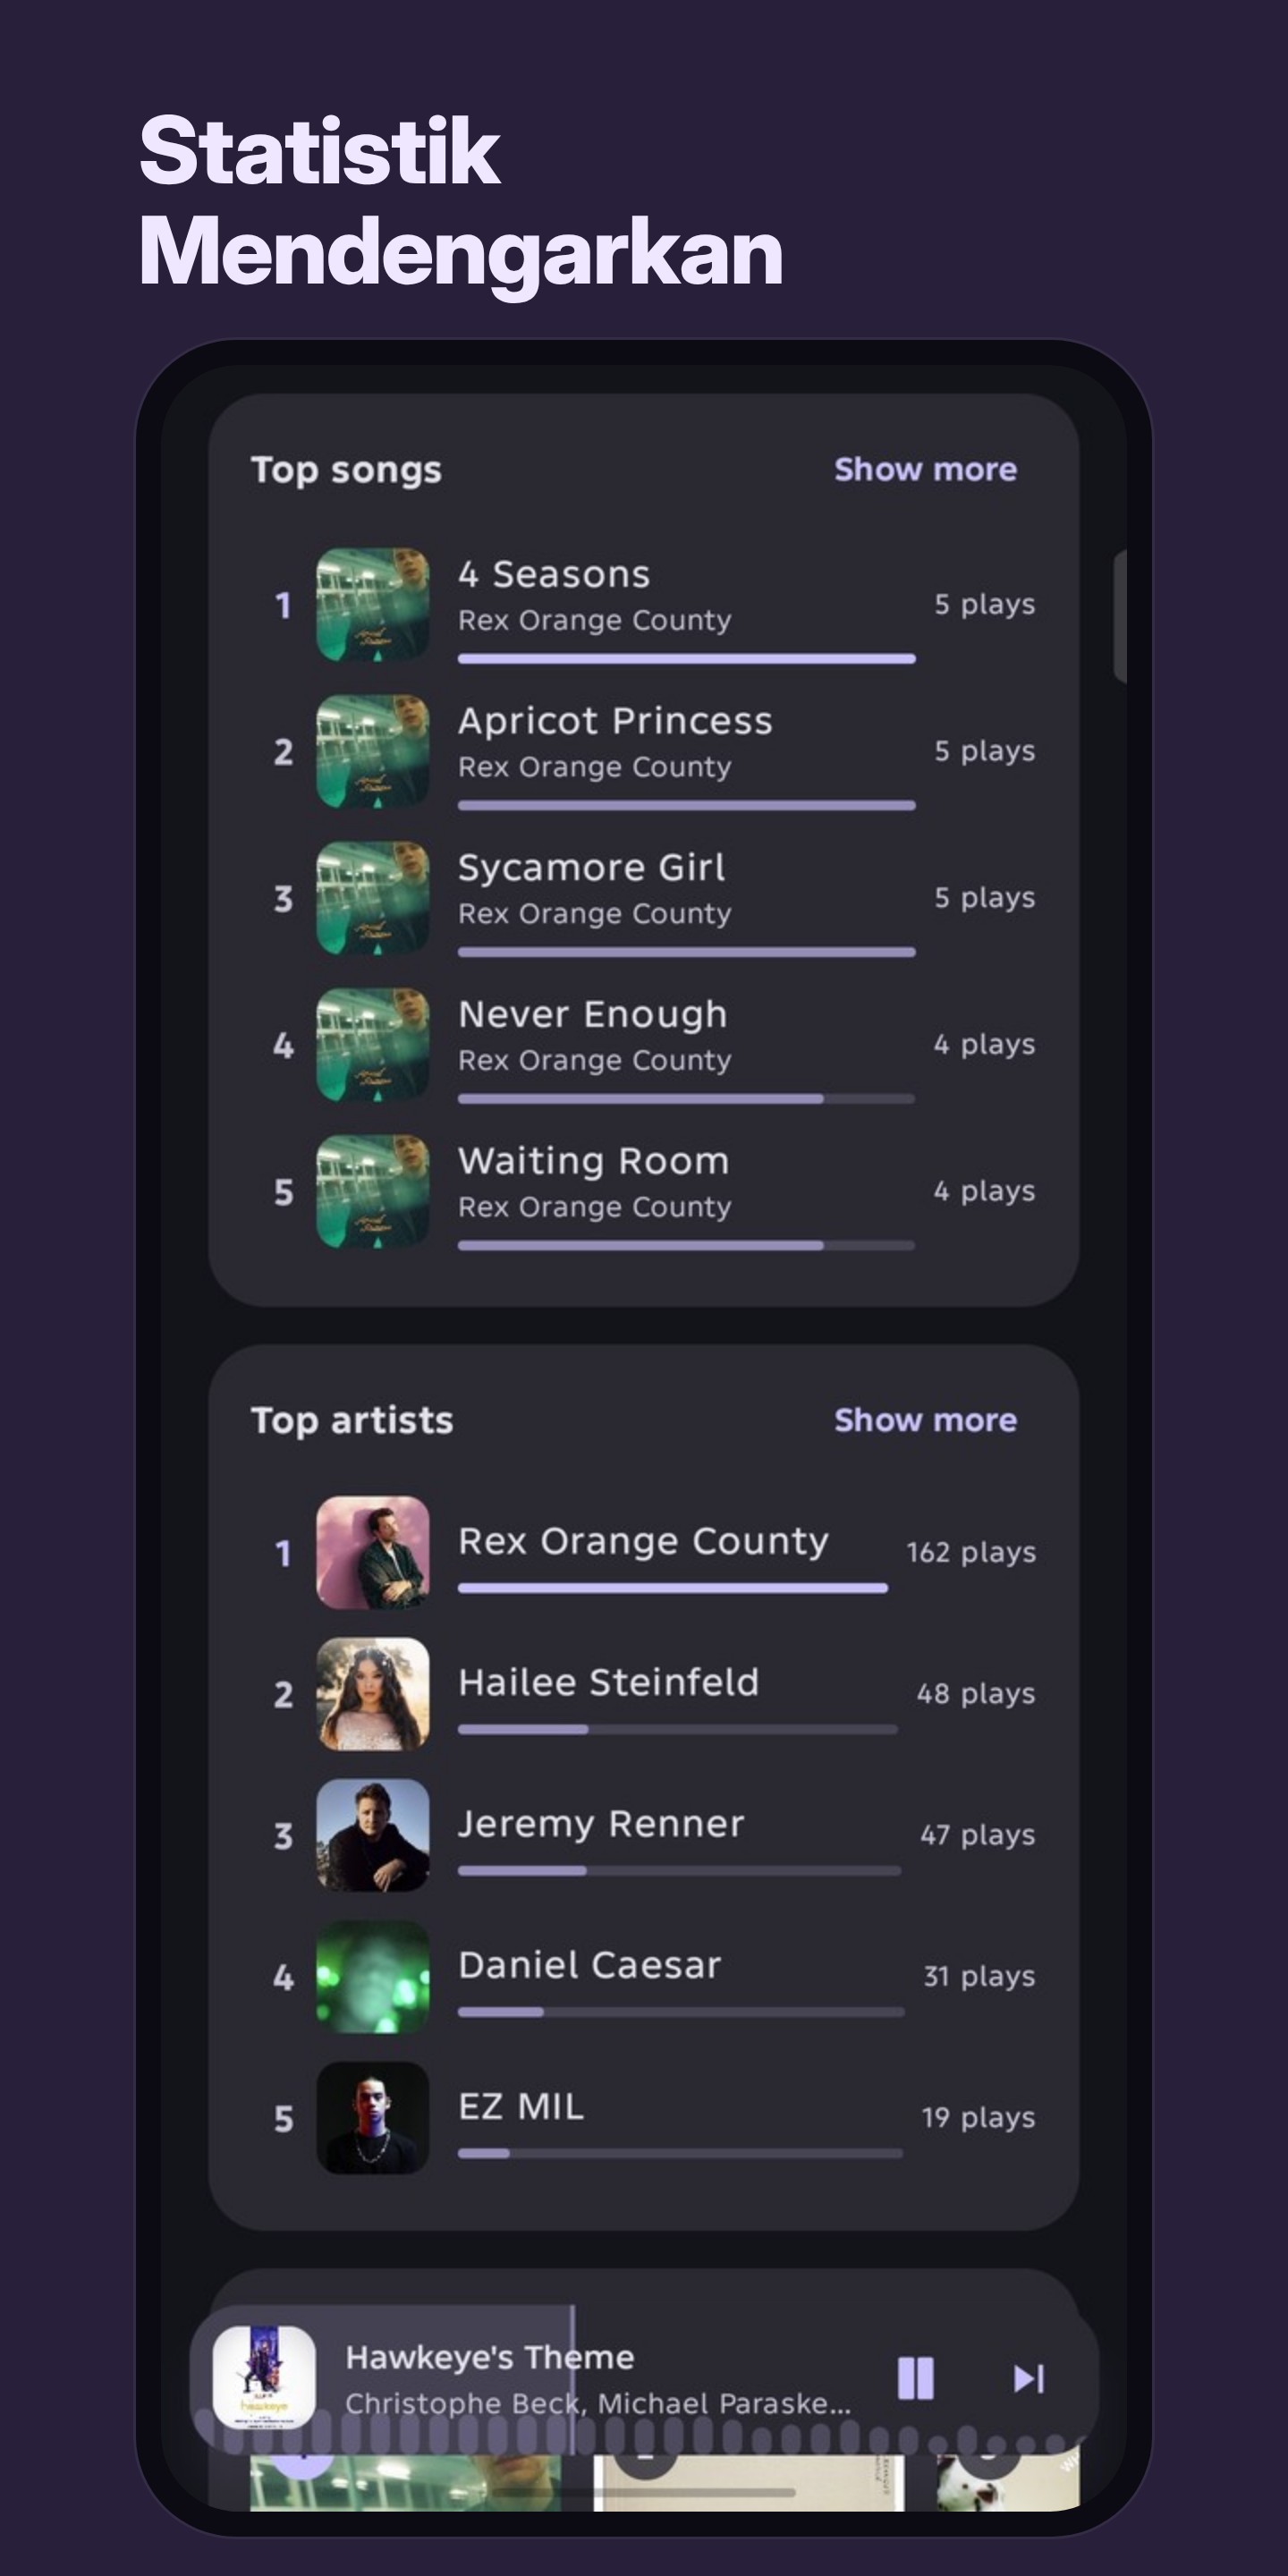 Statistik
Mendengarkan
Top songs
Show more
1
4 Seasons
Rex Orange County
5 plays
2
Apricot Princess
Rex Orange County
5 plays
3
Sycamore Girl
Rex Orange County
5 plays
4
Never Enough
Rex Orange County
4 plays
5
Waiting Room
Rex Orange County
4 plays
Top artists
Show more
1
Rex Orange County
162 plays
2
Hailee Steinfeld
48 plays
3
Jeremy Renner
47 plays
4
Daniel Caesar
31 plays
5
EZ MIL
19 plays
hawkeye
Hawkeye's Theme
Christophe Beck, Michael Paraske...